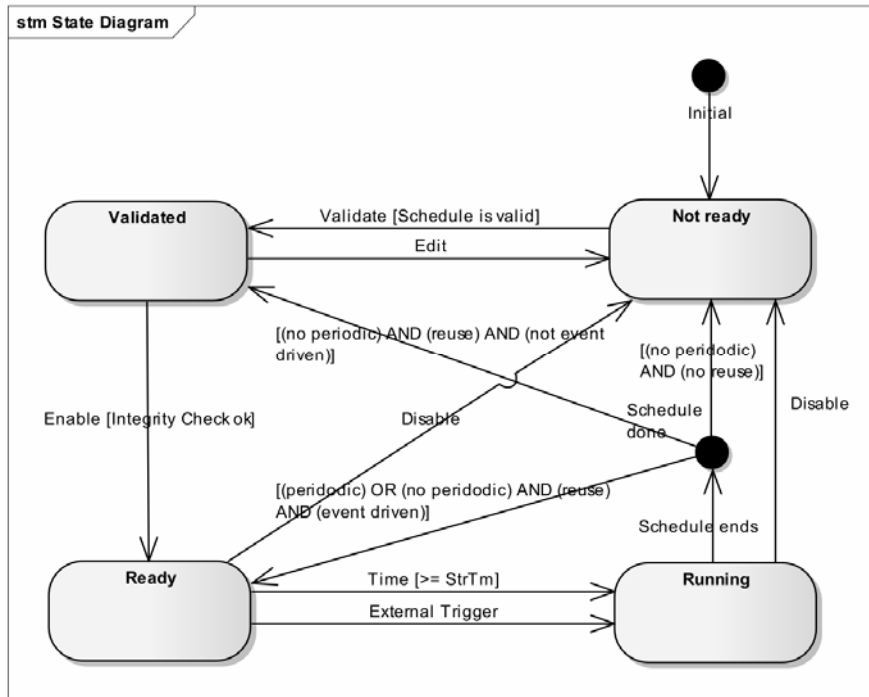 stm State Diagram
Initial
Validated
Validate [Schedule is valid]
Not ready
Edit
[(no periodic) AND (reuse) AND (not event
driven)]
[(no peridodic)
AND (no reuse)]
Enable [Integrity Check ok]
Disable
Schedule
done
Disable
[(peridodic) OR (no peridodic) AND (reuse)
AND (event driven)]
Schedule ends
Ready
Time [>= StrTm]
Running
External Trigger